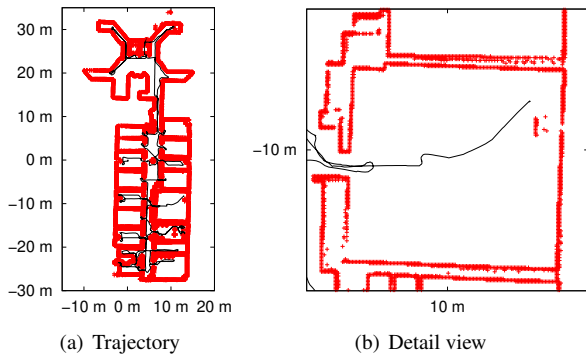 30 m
20 m
10 m
0 m
−10 m
−20 m
−30 m
−10 m 0 m 10 m 20 m
(a) Trajectory
−10 m
10 m
(b) Detail view